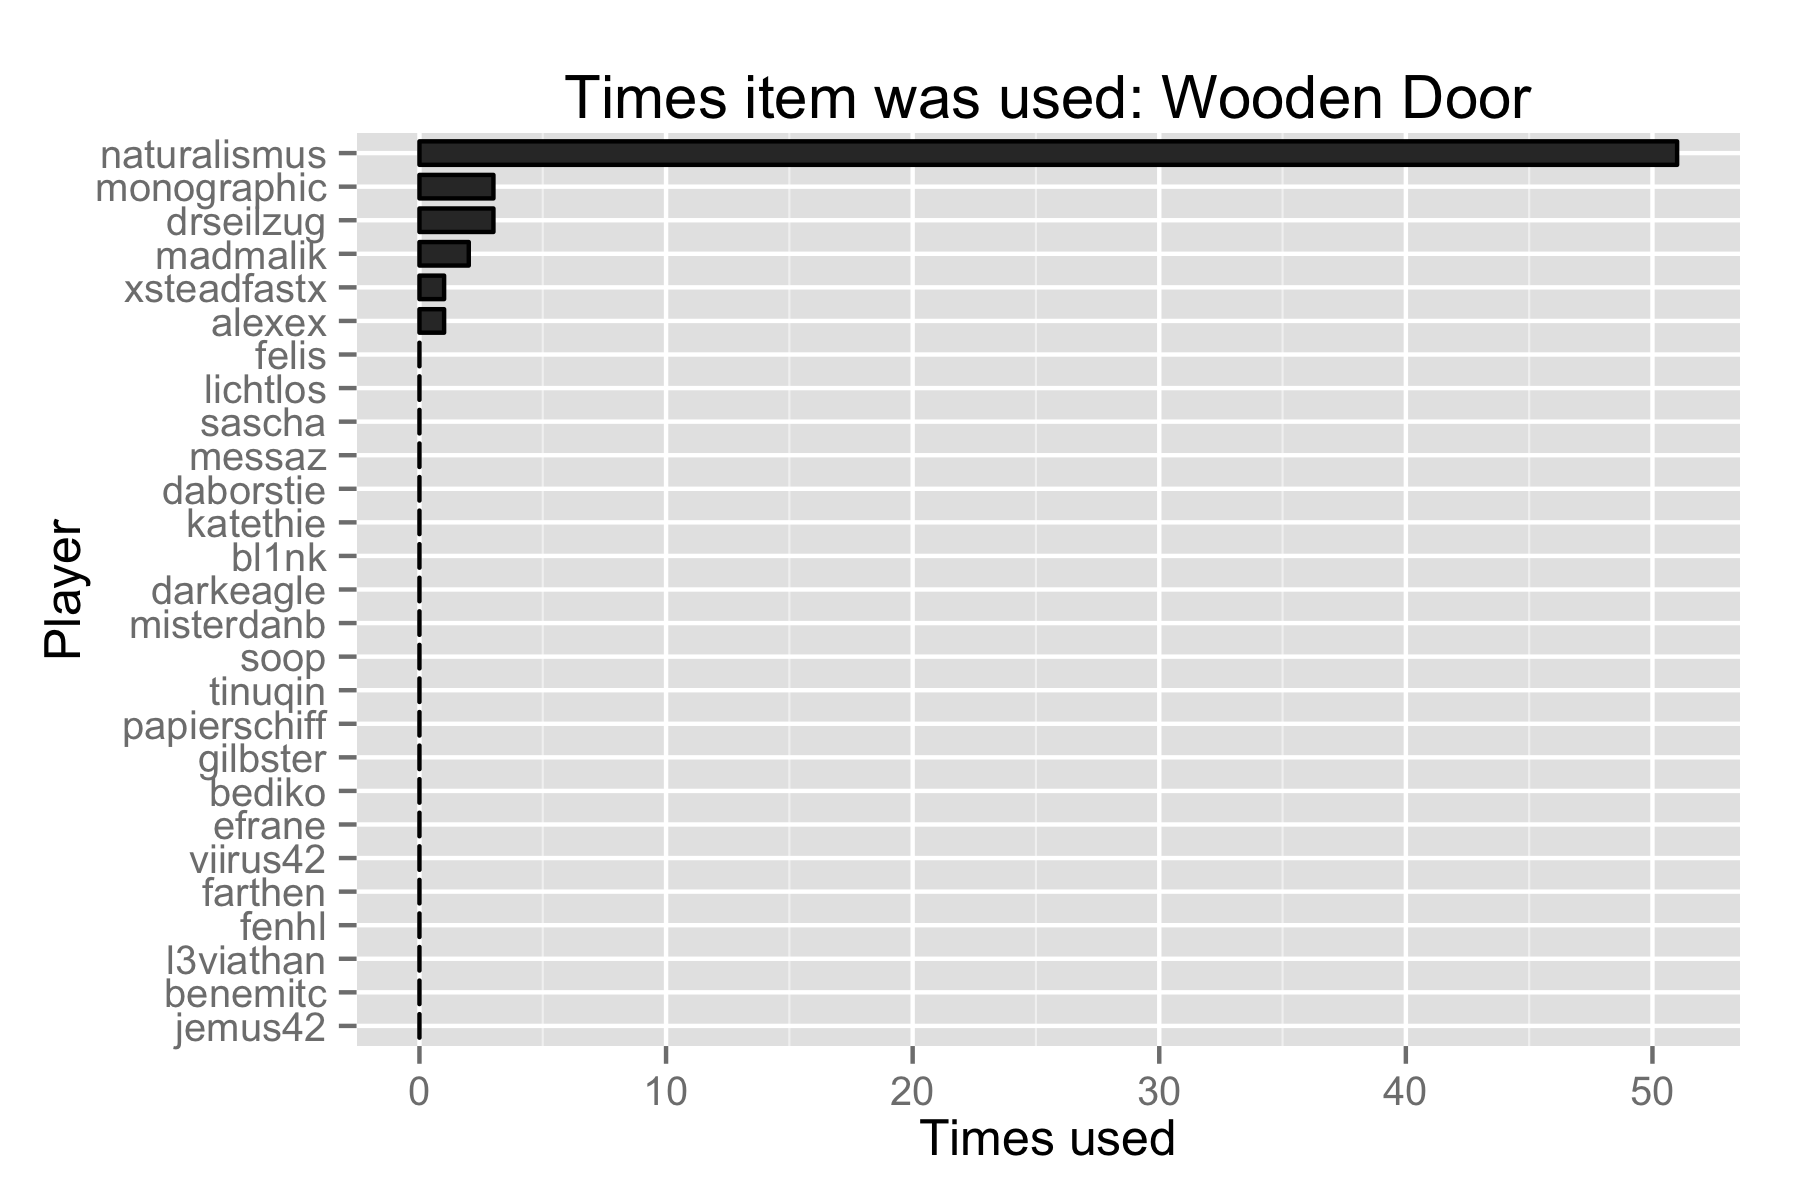 Times item was used: Wooden Door
Player
naturalismus
monographic
drseilzug
madmalik
xsteadfastx
alexex
felis
lichtlos
sascha
messaz
daborstie
katethie
bl1nk
darkeagle
misterdanb
soop
tinuqin
papierschiff
gilbster
bediko
efrane
viirus42
farthen
fenhl
l3viathan
benemitc
jemus42
0 10 20 30 40 50
Times used